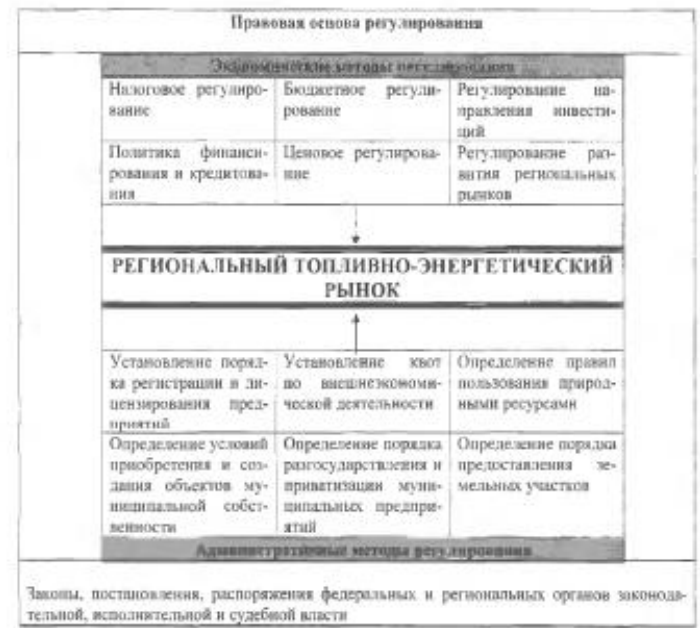 Правовая основа регулирования
Экономические методы регулирования
Налоговое регулиро-
вание
Бюджетное регули-
рование
Регулирование на-
правления инвести-
ций
Политика финанси-
рования и кредитова-
ния
Ценовое регулирова-
ние
Регулирование раз-
вития региональных
рынков
РЕГИОНАЛЬНЫЙ ТОПЛИВНО-ЭНЕРГЕТИЧЕСКИЙ
РЫНОК
Установление поряд-
ка регистрации и ли-
цензирования пред-
приятий
Установление квот
по внешнеэкономи-
ческой деятельности
Определение правил
пользования природ-
ными ресурсами
Определение условий
приобретения и соз-
дания объектов му-
ниципальной собст-
венности
Определение порядка
разгосударствления и
приватизации муни-
ципальных предпри-
ятий
Определение порядка
предоставления зе-
мельных участков
Административные методы регулирования
Законы, постановления, распоряжения федеральных и региональных органов законода-
тельной, исполнительной и судебной власти